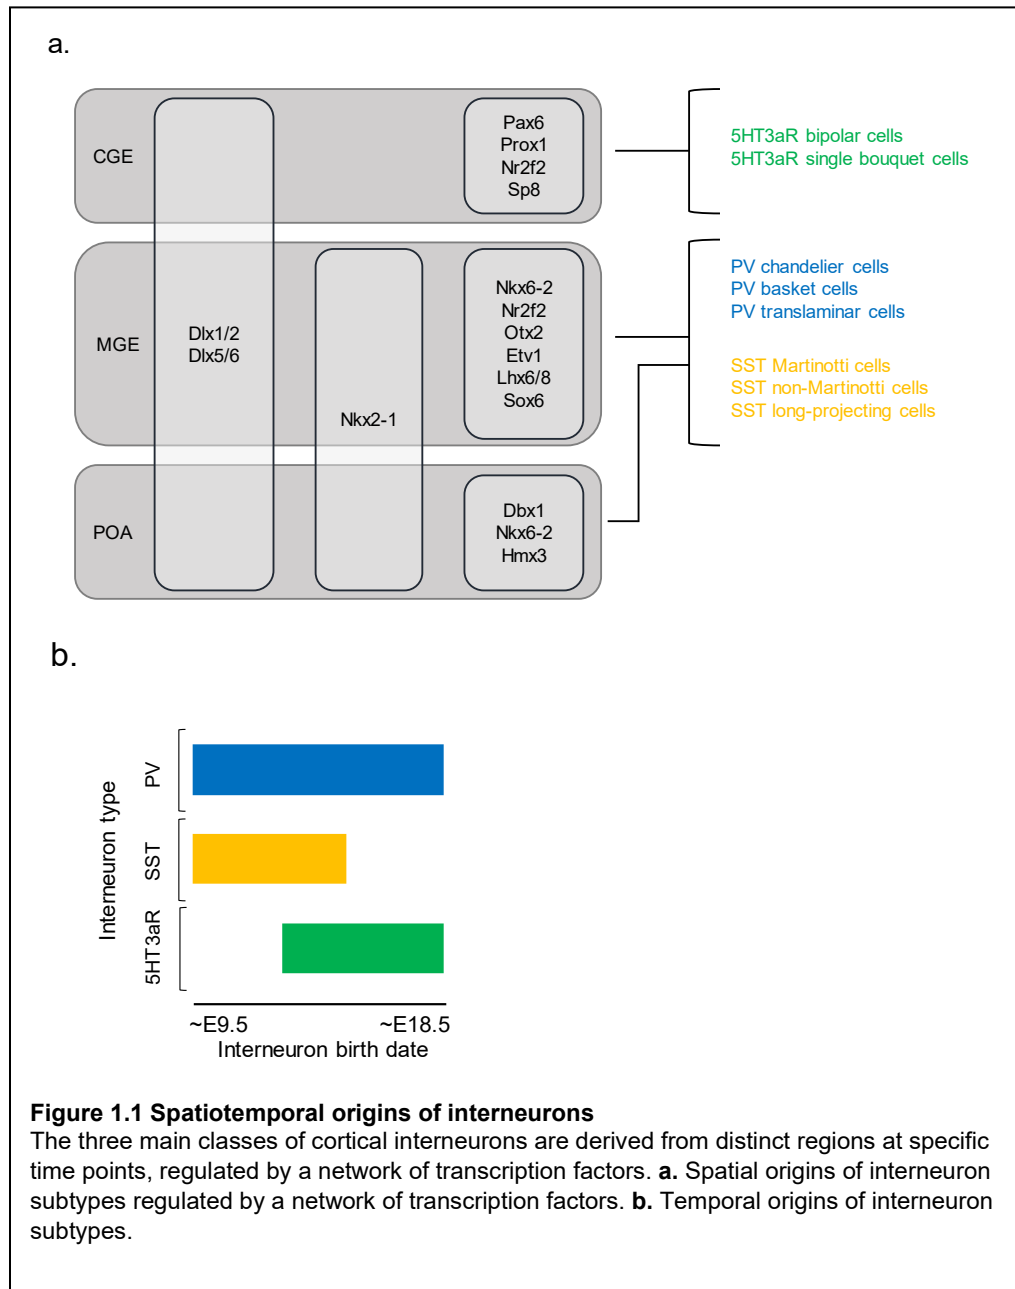 a.
CGE
Pax6
Prox1
Nr2f2
Sp8
5HT3aR bipolar cells
5HT3aR single bouquet cells
MGE
Dlx1/2
Dlx5/6
Nkx2-1
Nkx6-2
Nr2f2
Otx2
Etv1
Lhx6/8
Sox6
PV chandelier cells
PV basket cells
PV translaminar cells
SST Martinotti cells
SST non-Martinotti cells
SST long-projecting cells
POA
Dbx1
Nkx6-2
Hmx3
b.
Interneuron type
PV
SST
5HT3aR
~E9.5
~E18.5
Interneuron birth date
Figure 1.1 Spatiotemporal origins of interneurons
The three main classes of cortical interneurons are derived from distinct regions at specific
time points, regulated by a network of transcription factors. a. Spatial origins of interneuron
subtypes regulated by a network of transcription factors. b. Temporal origins of interneuron
subtypes.